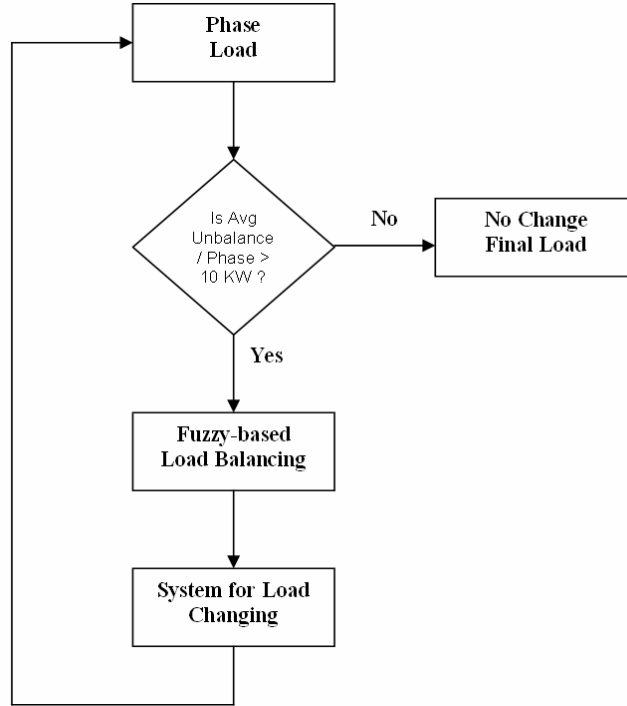 Phase
Load
Is Avg
Unbalance
/ Phase >
10 KW ?
No
No Change
Final Load
Yes
Fuzzy-based
Load Balancing
System for Load
Changing